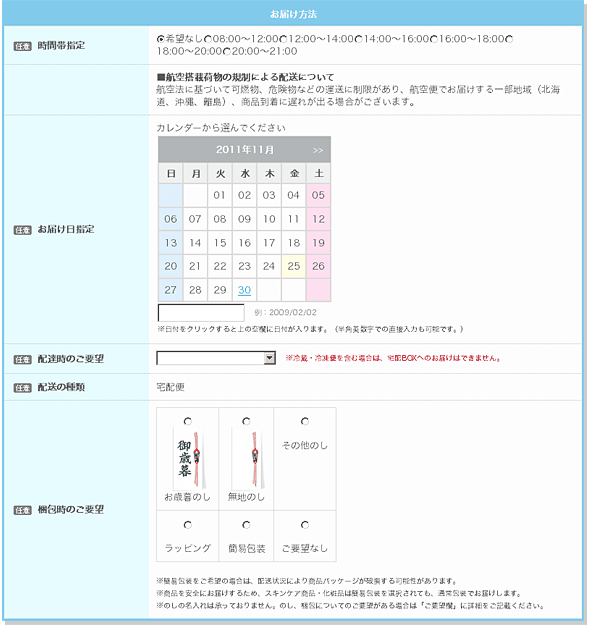 お届け方法
任意 時間帯指定
希望なし 08:00～12:00 12:00～14:00 14:00～16:00 16:00～18:00
18:00～20:00 20:00～21:00
■航空搭載荷物の規制による配送について
航空法に基づいて可燃物、危険物などの運送に制限があり、航空便でお届けする一部地域（北海
道、沖縄、離島）、商品到着に遅れが出る場合がございます。
任意 お届け日指定
カレンダーから選んでください
2011年11月 >>
日 月 火 水 木 金 土
01 02 03 04 05
06 07 08 09 10 11 12
13 14 15 16 17 18 19
20 21 22 23 24 25 26
27 28 29 30
例：2009/02/02
※日付をクリックすると上の空欄に日付が入ります。（半角英数字での直接入力も可能です。）
任意 配達時のご要望
※冷蔵・冷凍便を含む場合は、宅配BOXへのお届けはできません。
任意 配送の種類
宅配便
任意 梱包時のご要望
御歳暮
お歳暮のし 無地のし その他のし
ラッピング 簡易包装 ご要望なし
※簡易包装をご希望の場合は、配送状況により商品パッケージが破損する可能性があります。
※商品を安全にお届けするため、スキンケア商品・化粧品は簡易包装を選択されても、通常包装でお届けします。
※のしの名入れは承っておりません。のし、梱包についてのご要望がある場合は「ご要望欄」に詳細をご記載ください。